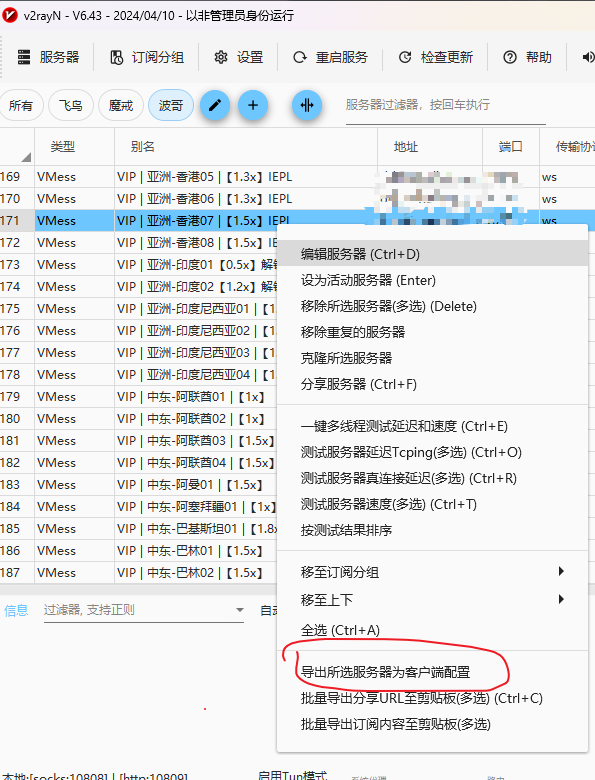 v2rayN - V6.43 - 2024/04/10 - 以非管理员身份运行
服务器 订阅分组 设置 重启服务 检查更新 帮助
所有 飞鸟 魔戒 波哥 服务器过滤器，按回车执行
类型 别名 地址 端口 传输协
169 VMess VIP | 亚洲-香港05 |【1.3x】IEPL ws
170 VMess VIP | 亚洲-香港06 |【1.3x】IEPL ws
171 VMess VIP | 亚洲-香港07 |【1.5x】IEPL ws
172 VMess VIP | 亚洲-香港08 |【1.5x】IE
173 VMess VIP | 亚洲-印度01【0.5x】解
174 VMess VIP | 亚洲-印度02【1.2x】解
175 VMess VIP | 亚洲-印度尼西亚01 |【1
176 VMess VIP | 亚洲-印度尼西亚02 |【1
177 VMess VIP | 亚洲-印度尼西亚03 |【1
178 VMess VIP | 亚洲-印度尼西亚04 |【1
179 VMess VIP | 中东-阿联酋01 |【1x】
180 VMess VIP | 中东-阿联酋02 |【1x】
181 VMess VIP | 中东-阿联酋03 |【1.5x】
182 VMess VIP | 中东-阿联酋04 |【1.5x】
183 VMess VIP | 中东-阿曼01 |【1.5x】
184 VMess VIP | 中东-阿塞拜疆01 |【1x】
185 VMess VIP | 中东-巴基斯坦01 |【1.8x
186 VMess VIP | 中东-巴林01 |【1.5x】
187 VMess VIP | 中东-巴林02 |【1.5x】
编辑服务器 (Ctrl+D)
设为活动服务器 (Enter)
移除所选服务器(多选) (Delete)
移除重复的服务器
克隆所选服务器
分享服务器 (Ctrl+F)
一键多线程测试延迟和速度 (Ctrl+E)
测试服务器延迟Tcping(多选) (Ctrl+O)
测试服务器真连接延迟(多选) (Ctrl+R)
测试服务器速度(多选) (Ctrl+T)
按测试结果排序
移至订阅分组
移至上下
全选 (Ctrl+A)
导出所选服务器为客户端配置
批量导出分享URL至剪贴板(多选) (Ctrl+C)
批量导出订阅内容至剪贴板(多选)
信息 过滤器, 支持正则 自
本地:[socks:10808] | [http:10809] 启用Tun模式 系统代理 路由